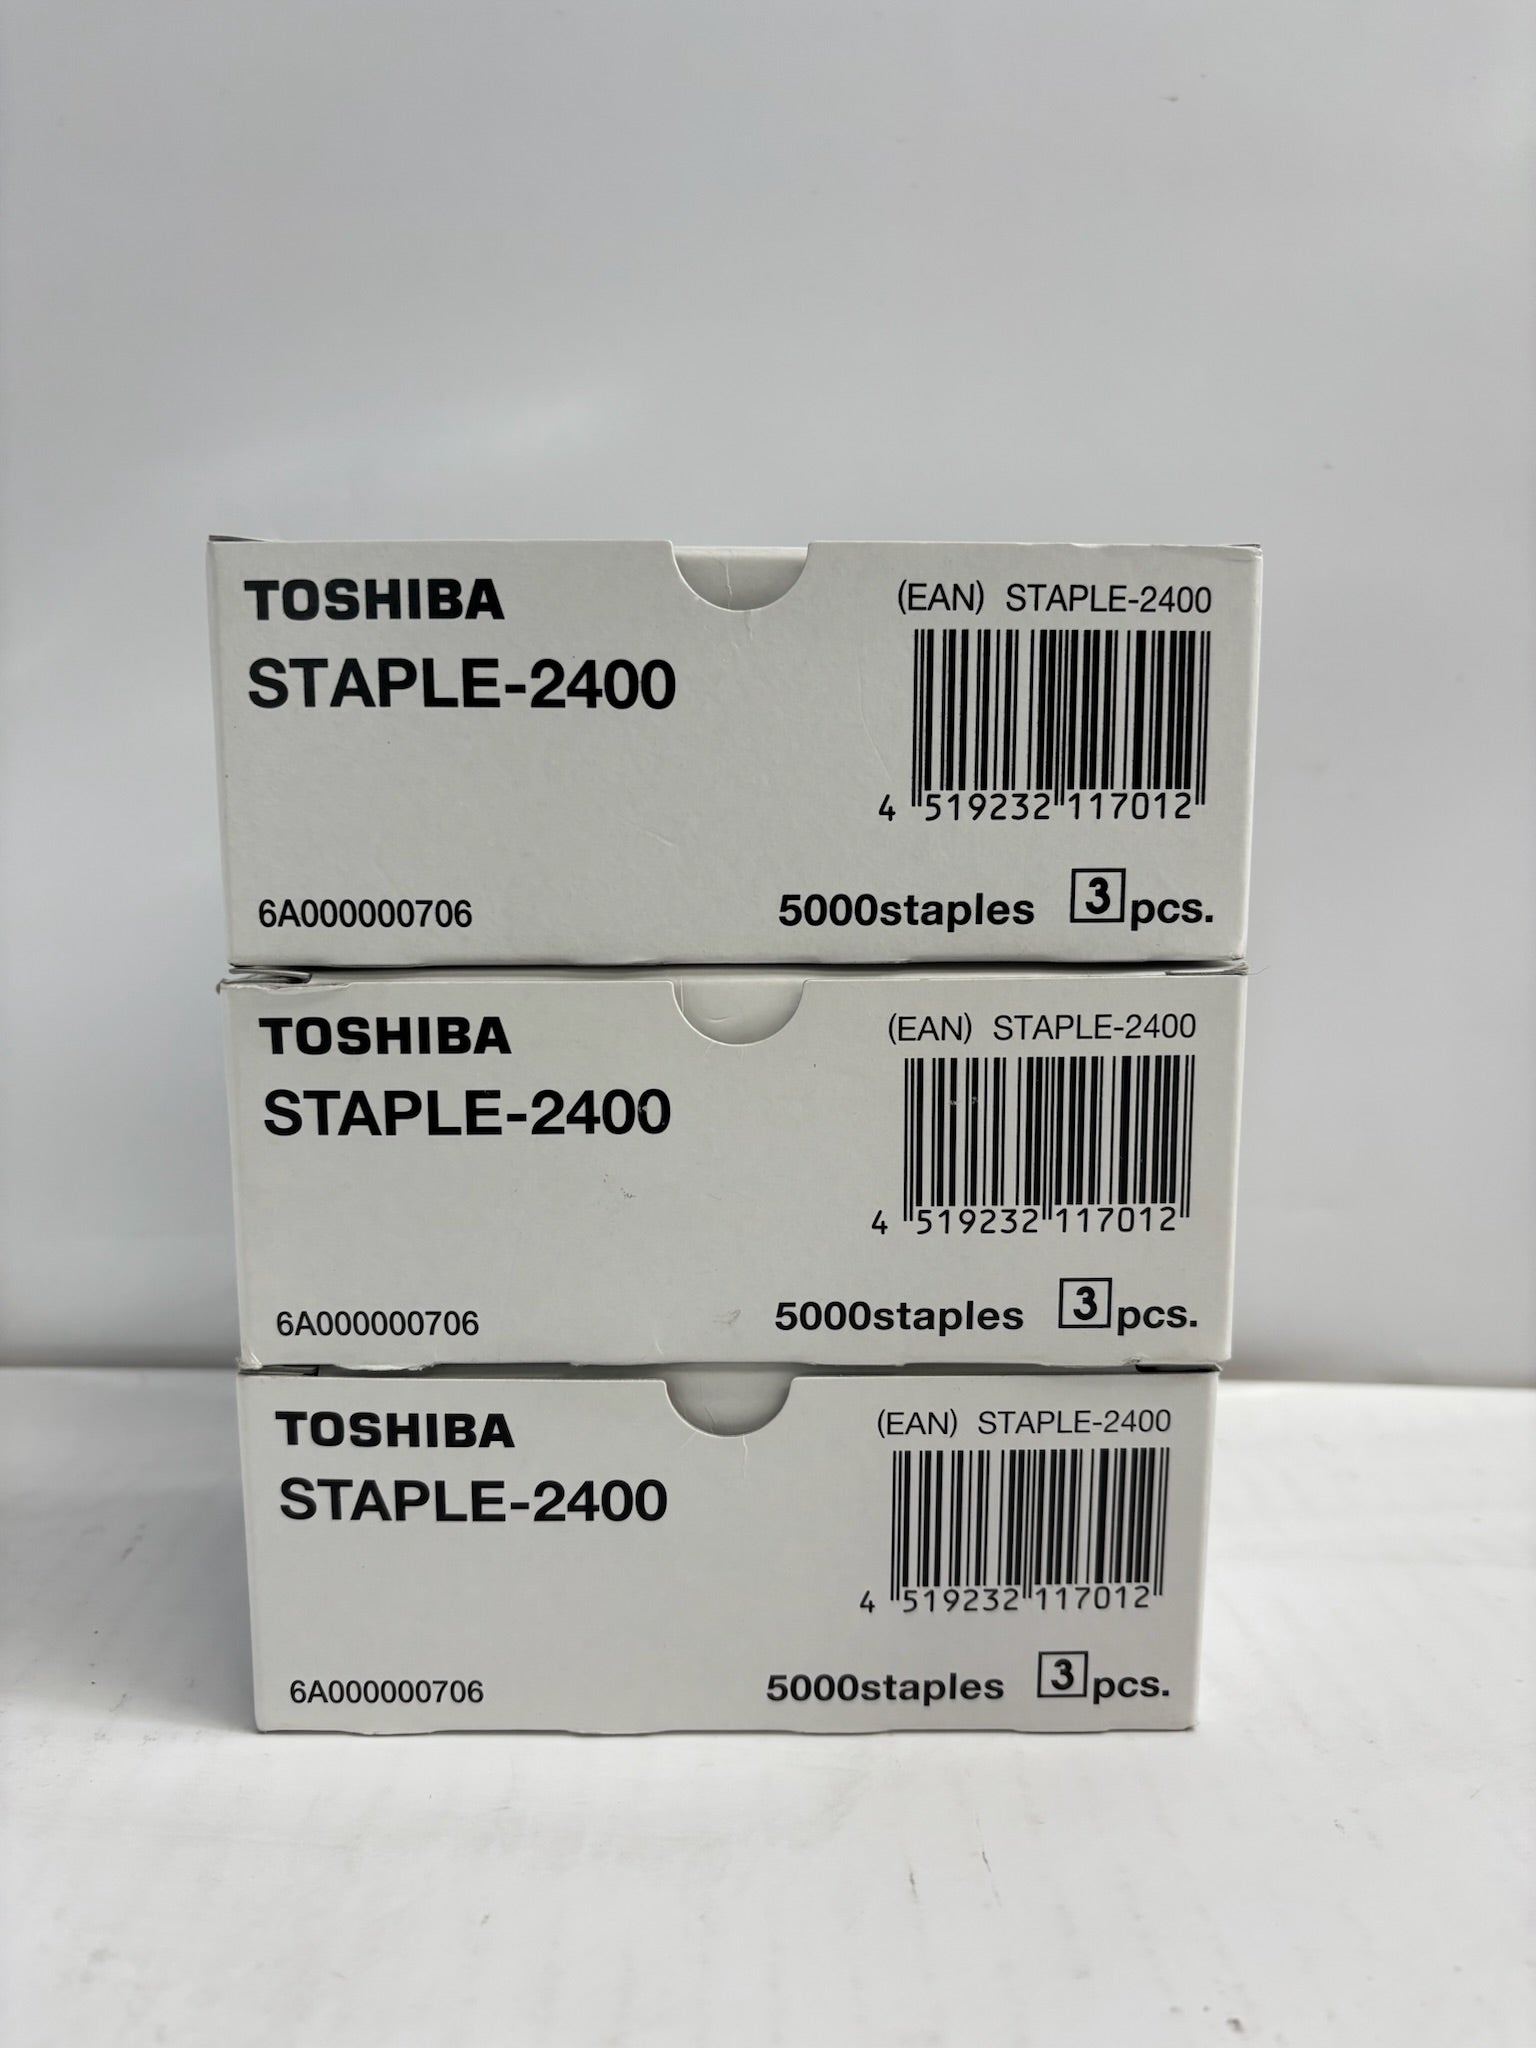 TOSHIBA
STAPLE-2400
(EAN) STAPLE-2400
4 519232 117012
6A000000706
5000staples 3 pcs.
TOSHIBA
STAPLE-2400
(EAN) STAPLE-2400
4 519232 117012
6A000000706
5000staples 3 pcs.
TOSHIBA
STAPLE-2400
(EAN) STAPLE-2400
4 519232 117012
6A000000706
5000staples 3 pcs.